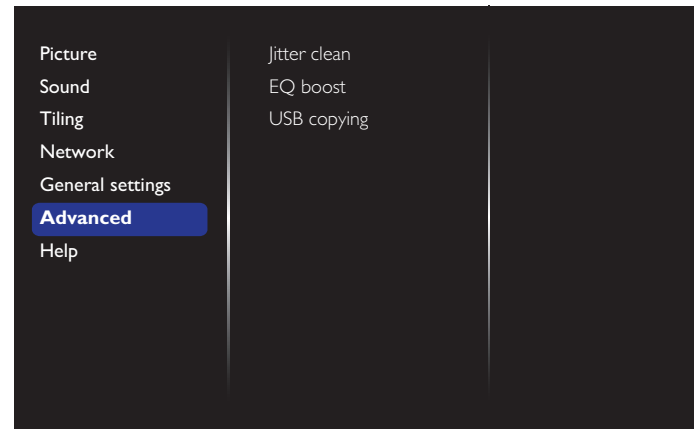 Picture
Sound
Tiling
Network
General settings
Advanced
Help
Jitter clean
EQ boost
USB copying